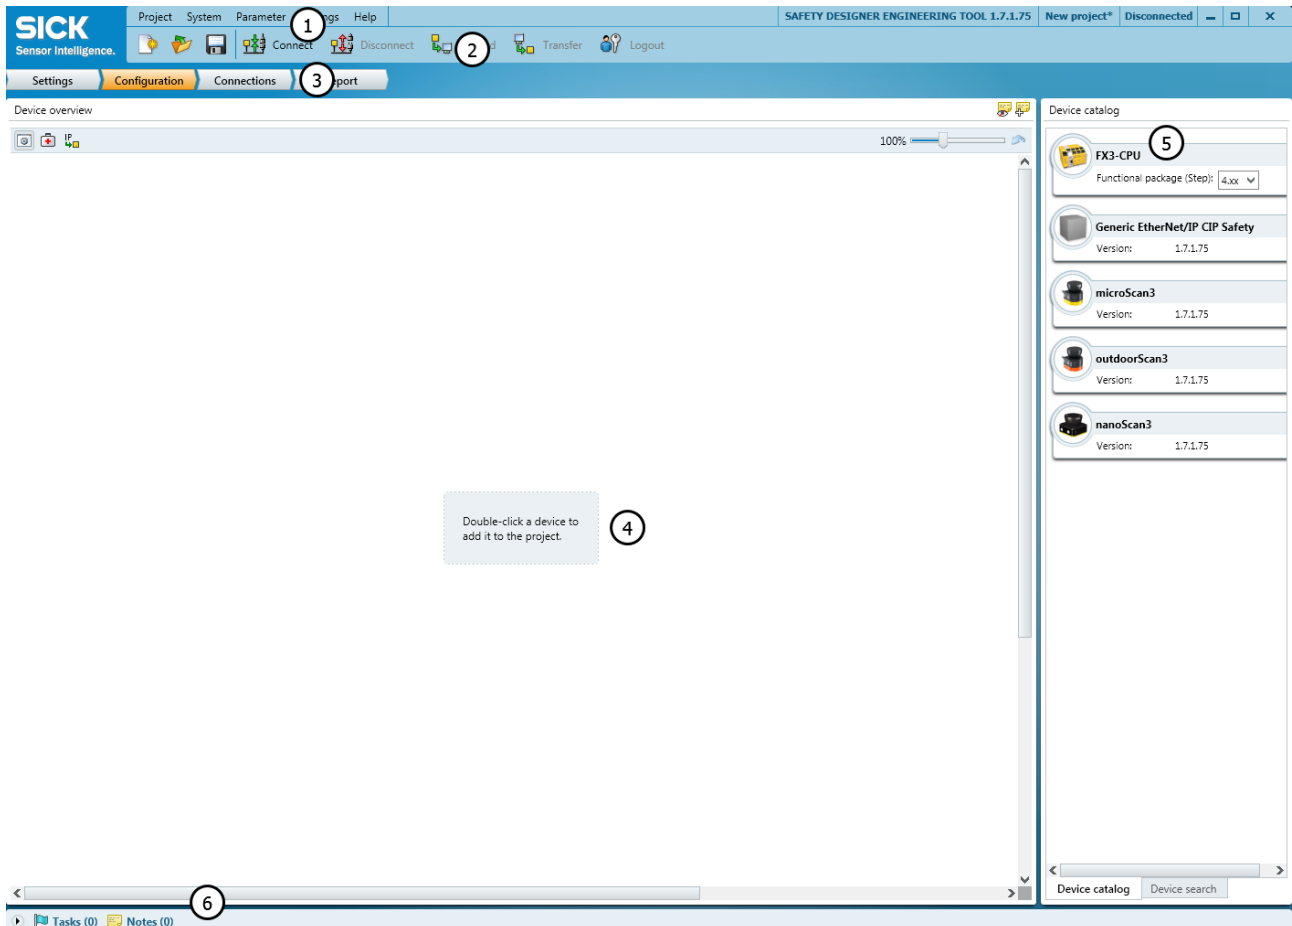 SICK
Sensor Intelligence.
Project System Parameter ngs Help
SAFETY DESIGNER ENGINEERING TOOL 1.7.1.75 New project* Disconnected
1
Connect Disconnect d Transfer Logout
2
Settings Configuration Connections port
3
Device overview
IP
100%
Double-click a device to
add it to the project.
4
Device catalog
5
FX3-CPU
Functional package (Step): 4.xx
Generic EtherNet/IP CIP Safety
Version: 1.7.1.75
microScan3
Version: 1.7.1.75
outdoorScan3
Version: 1.7.1.75
nanoScan3
Version: 1.7.1.75
Device catalog Device search
6
Tasks (0) Notes (0)